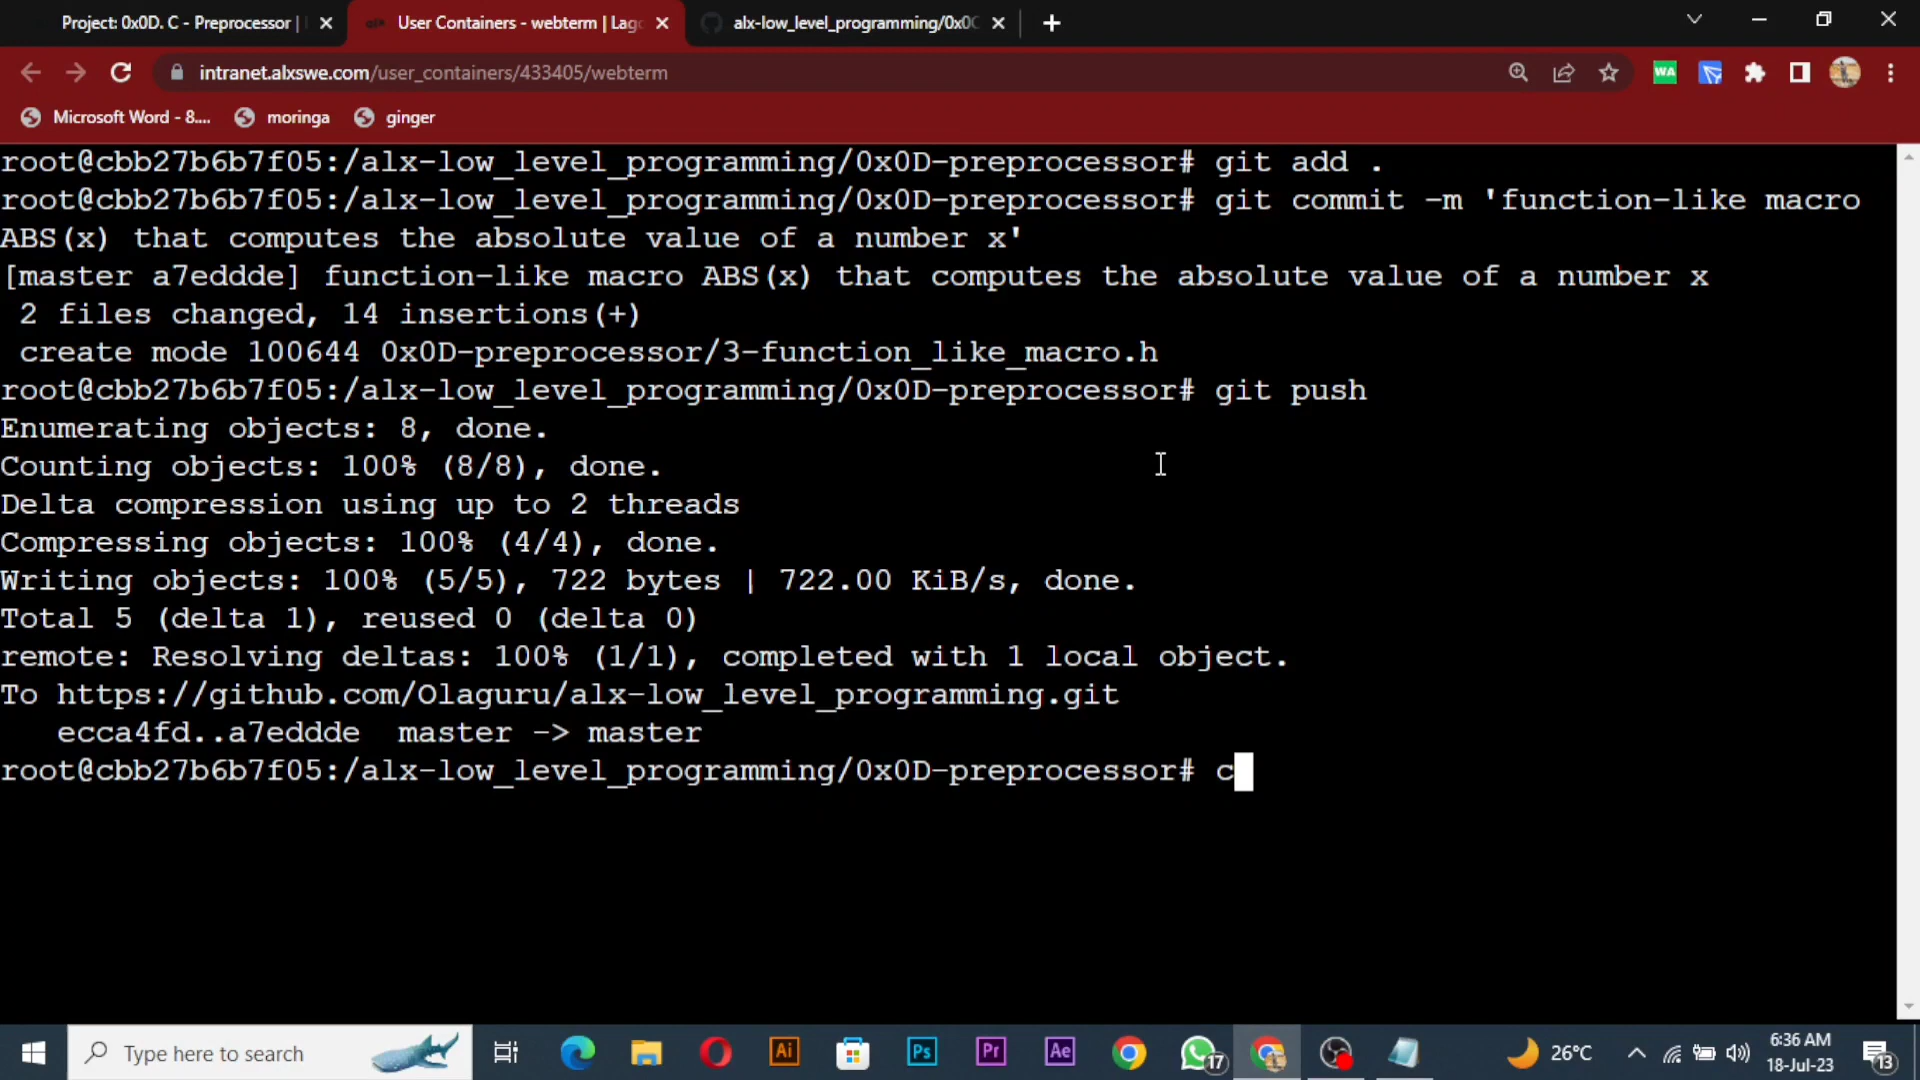 Project: 0x0D. C - Preprocessor |
User Containers - webterm | Lag
alx-low_level_programming/0x0
intranet.alxswe.com/user_containers/433405/webterm
WA
Microsoft Word - 8.... moringa ginger
root@cbb27b6b7f05:/alx-low_level_programming/0x0D-preprocessor# git add .
root@cbb27b6b7f05:/alx-low_level_programming/0x0D-preprocessor# git commit -m 'function-like macro
ABS(x) that computes the absolute value of a number x'
[master a7eddde] function-like macro ABS(x) that computes the absolute value of a number x
2 files changed, 14 insertions(+)
create mode 100644 0x0D-preprocessor/3-function_like_macro.h
root@cbb27b6b7f05:/alx-low_level_programming/0x0D-preprocessor# git push
Enumerating objects: 8, done.
Counting objects: 100% (8/8), done.
Delta compression using up to 2 threads
Compressing objects: 100% (4/4), done.
Writing objects: 100% (5/5), 722 bytes | 722.00 KiB/s, done.
Total 5 (delta 1), reused 0 (delta 0)
remote: Resolving deltas: 100% (1/1), completed with 1 local object.
To https://github.com/Olaguru/alx-low_level_programming.git
ecca4fd..a7eddde master -> master
root@cbb27b6b7f05:/alx-low_level_programming/0x0D-preprocessor# c
Type here to search
Ai
Ps
Pr
Ae
17
26°C
6:36 AM
18-Jul-23
13